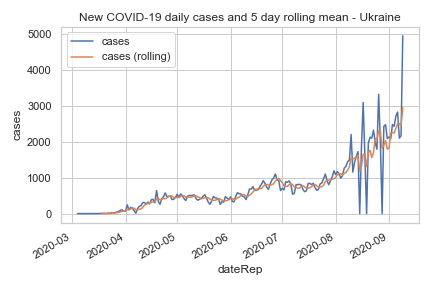 New COVID-19 daily cases and 5 day rolling mean - Ukraine
cases
cases (rolling)
5000
4000
3000
2000
1000
0
cases
2020-03
2020-04
2020-05
2020-06
2020-07
2020-08
2020-09
dateRep